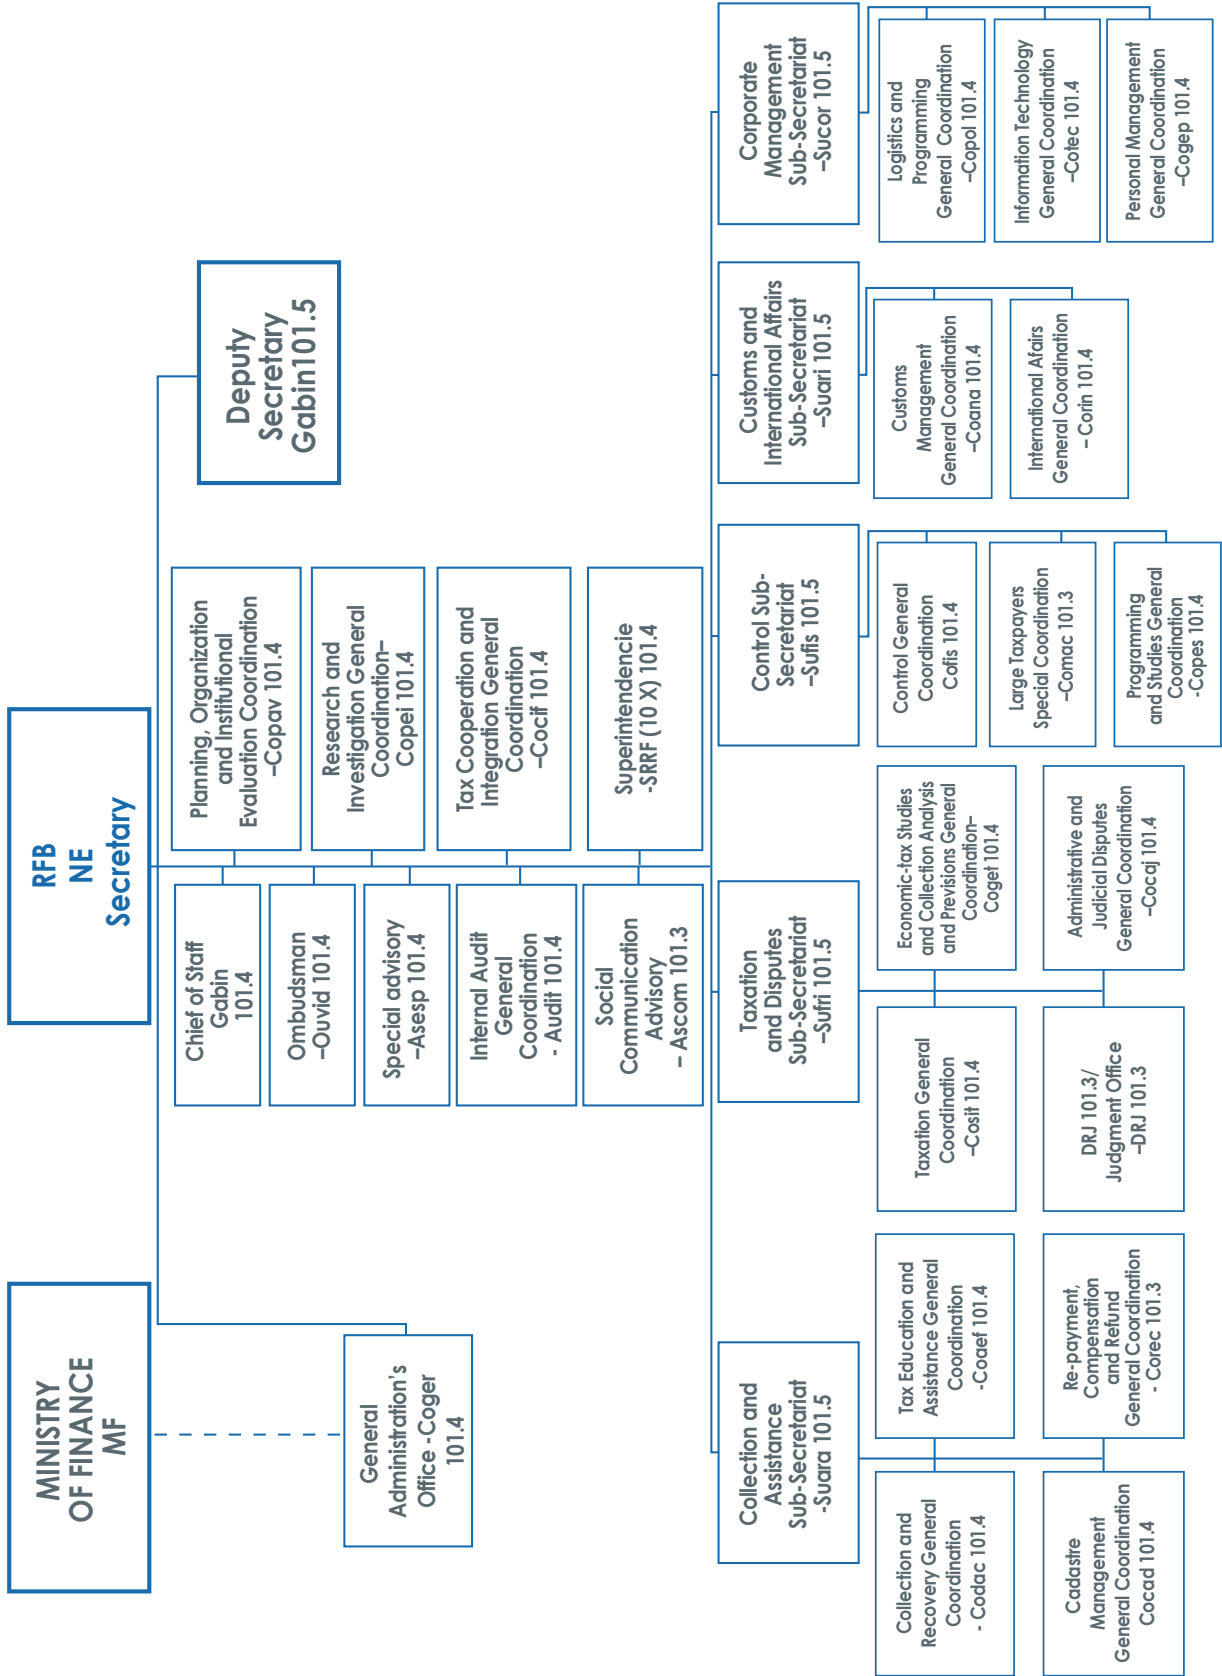 MINISTRY
OF FINANCE
MF
RFB
NE
Secretary
General
Administration's
Office -Coger
101.4
Deputy
Secretary
Gabin101.5
Chief of Staff
Gabin
101.4
Ombudsman
–Ouvid 101.4
Special advisory
–Asesp 101.4
Internal Audit
General
Coordination
- Audit 101.4
Social
Communication
Advisory
– Ascom 101.3
Planning, Organization
and Institutional
Evaluation Coordination
–Copav 101.4
Research and
Investigation General
Coordination–
Copei 101.4
Tax Cooperation and
Integration General
Coordination
–Cocif 101.4
Superintendencie
-SRRF (10 X) 101.4
Collection and
Assistance
Sub-Secretariat
-Suara 101.5
Collection and
Recovery General
Coordination
- Codac 101.4
Tax Education and
Assistance General
Coordination
-Coaef 101.4
Cadastre
Management
General Coordination
Cocad 101.4
Re-payment,
Compensation
and Refund
General Coordination
- Corec 101.3
Taxation
and Disputes
Sub-Secretariat
–Sufri 101.5
Taxation General
Coordination
–Cosit 101.4
Economic-tax Studies
and Collection Analysis
and Previsions General
Coordination–
Coget 101.4
DRJ 101.3/
Judgment Office
–DRJ 101.3
Administrative and
Judicial Disputes
General Coordination
–Cocaj 101.4
Control Sub-
Secretariat
–Sufis 101.5
Control General
Coordination
Cofis 101.4
Large Taxpayers
Special Coordination
–Comac 101.3
Programming
and Studies General
Coordination
-Copes 101.4
Customs and
International Affairs
Sub-Secretariat
–Suari 101.5
Customs
Management
General Coordination
–Coana 101.4
International Afairs
General Coordination
– Corin 101.4
Corporate
Management
Sub-Secretariat
–Sucor 101.5
Logistics and
Programming
General  Coordination
–Copol 101.4
Information Technology
General Coordination
–Cotec 101.4
Personal Management
General Coordination
–Cogep 101.4